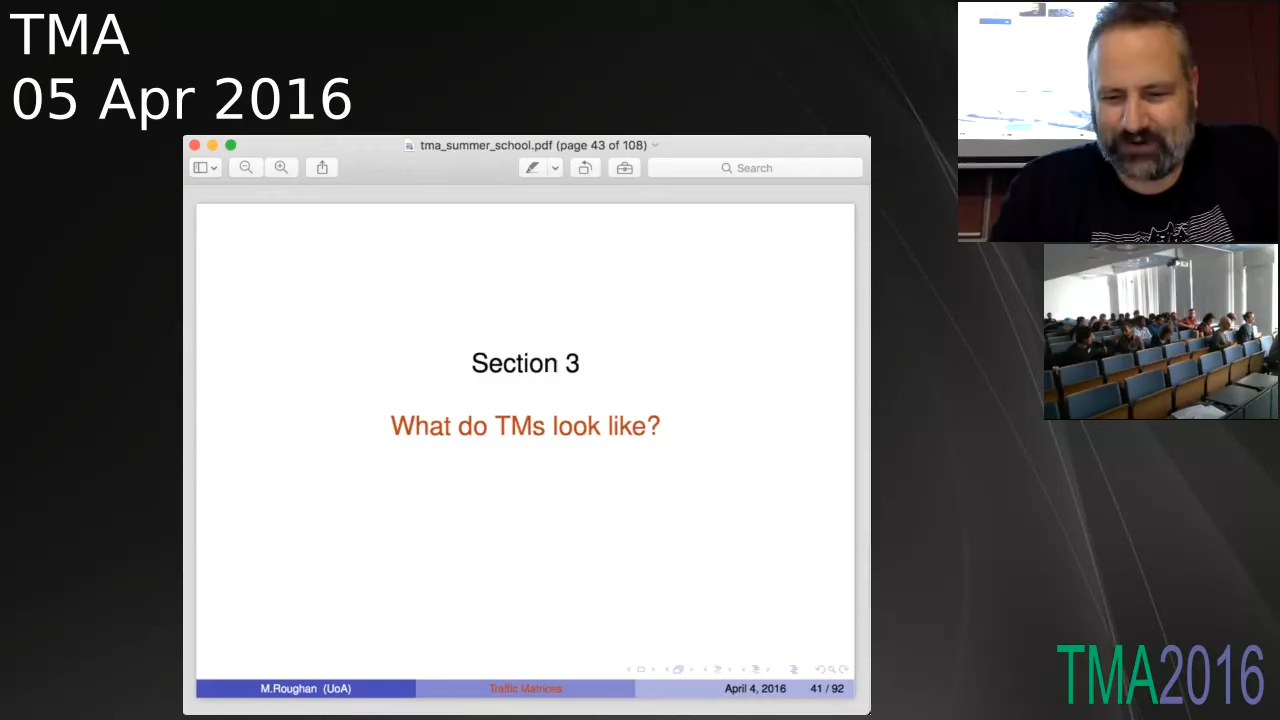 TMA
05 Apr 2016
tma_summer_school.pdf (page 43 of 108)
Search
Section 3
What do TMs look like?
M.Roughan (UoA)
Traffic Matrices
April 4, 2016
41 / 92
TMA2016